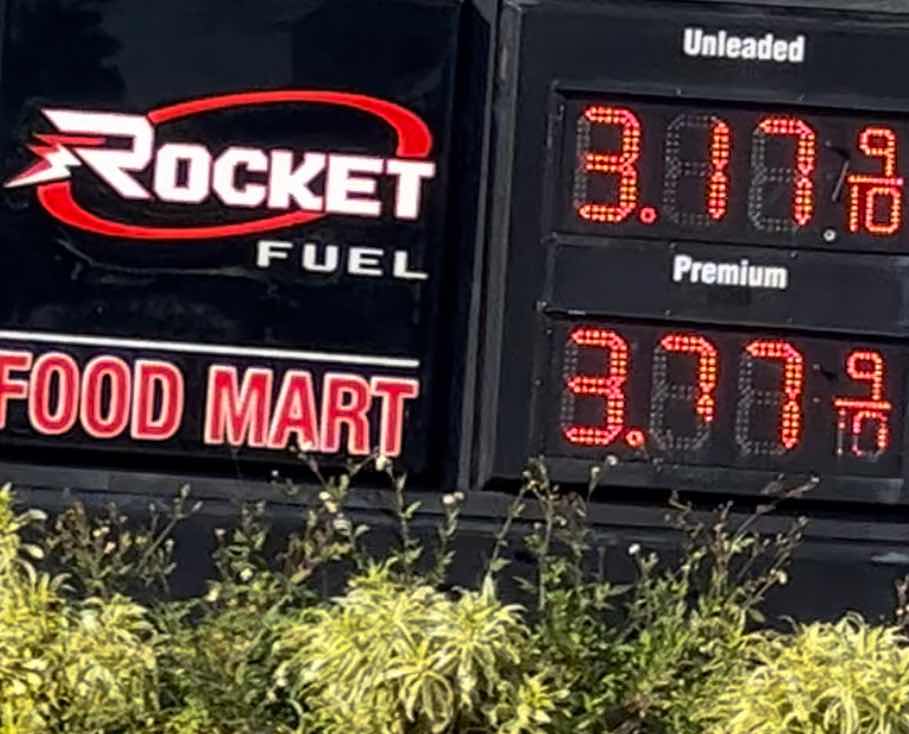 ROCKET
FUEL
FOOD MART
Unleaded
3.17 9/10
Premium
3.77 9/10